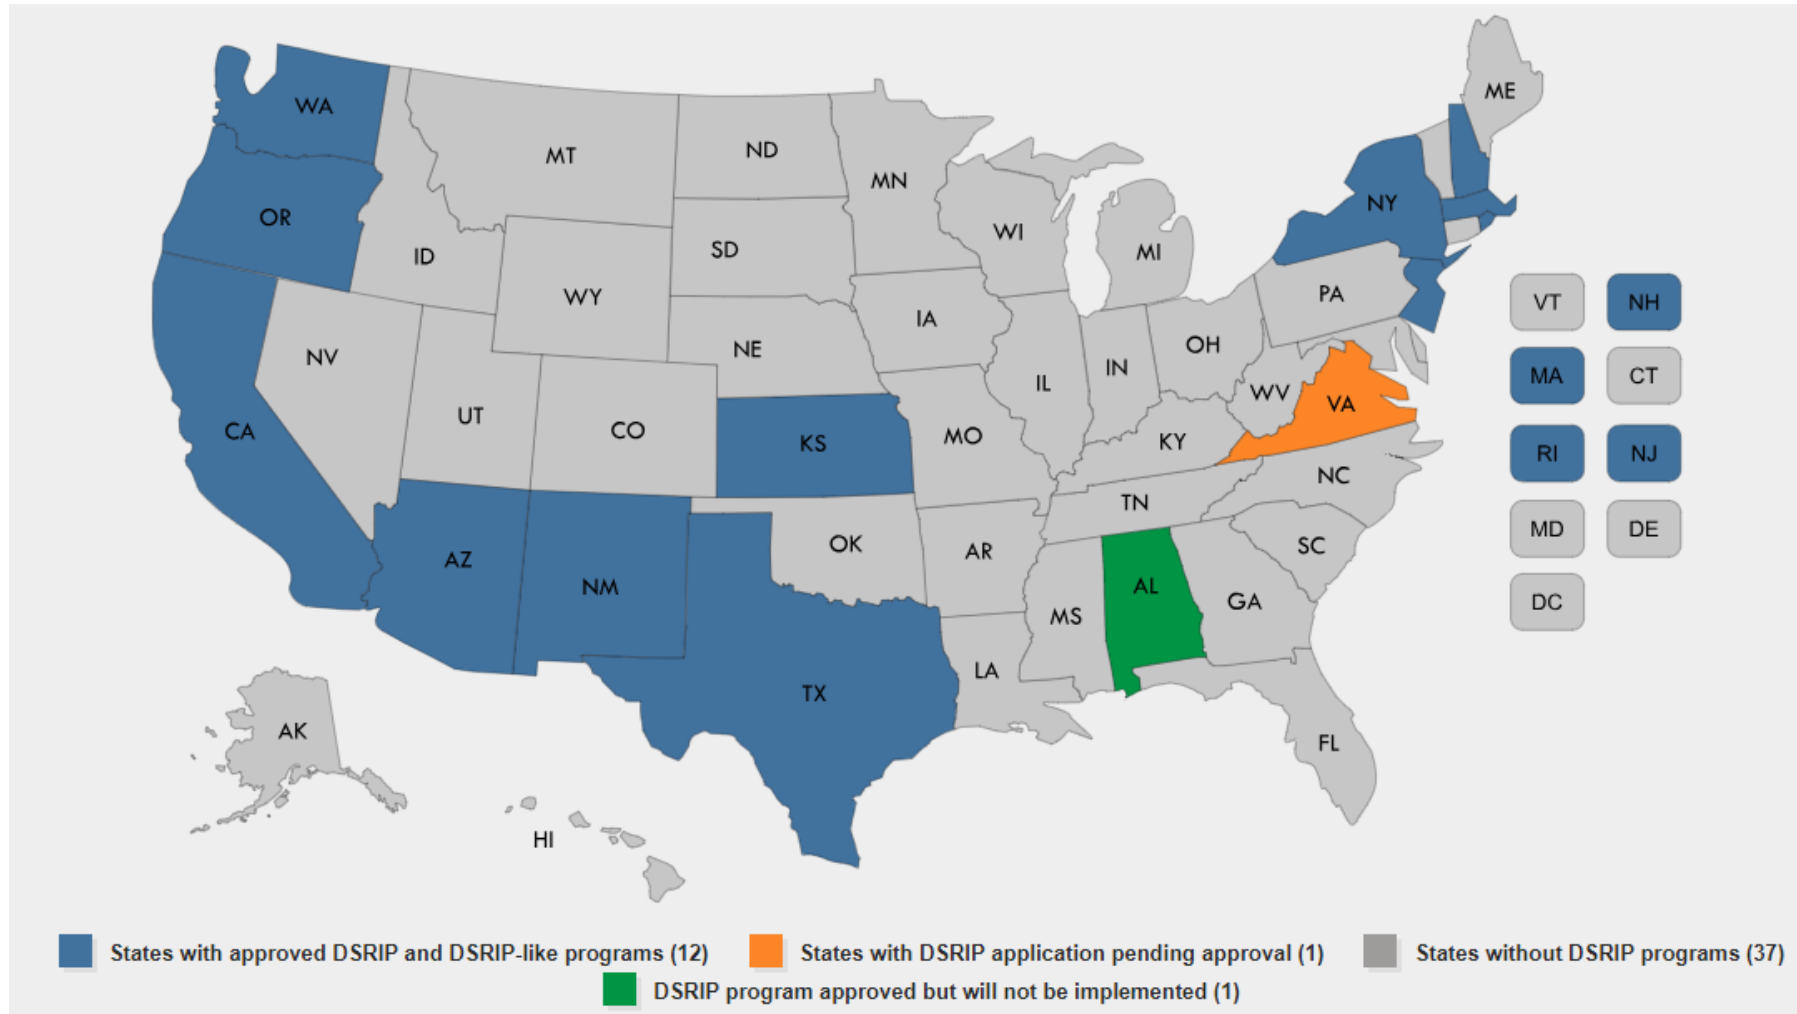 WA
ME
MT
ND
MN
OR
NY
WI
SD
MI
ID
WY
PA
VT
NH
IA
NE
OH
NV
IN
MA
CT
IL
WV
VA
UT
CO
CA
KS
MO
KY
RI
NJ
NC
TN
MD
DE
OK
AR
SC
AZ
NM
AL
GA
DC
MS
LA
TX
AK
FL
HI
States with approved DSRIP and DSRIP-like programs (12)
States with DSRIP application pending approval (1)
States without DSRIP programs (37)
DSRIP program approved but will not be implemented (1)